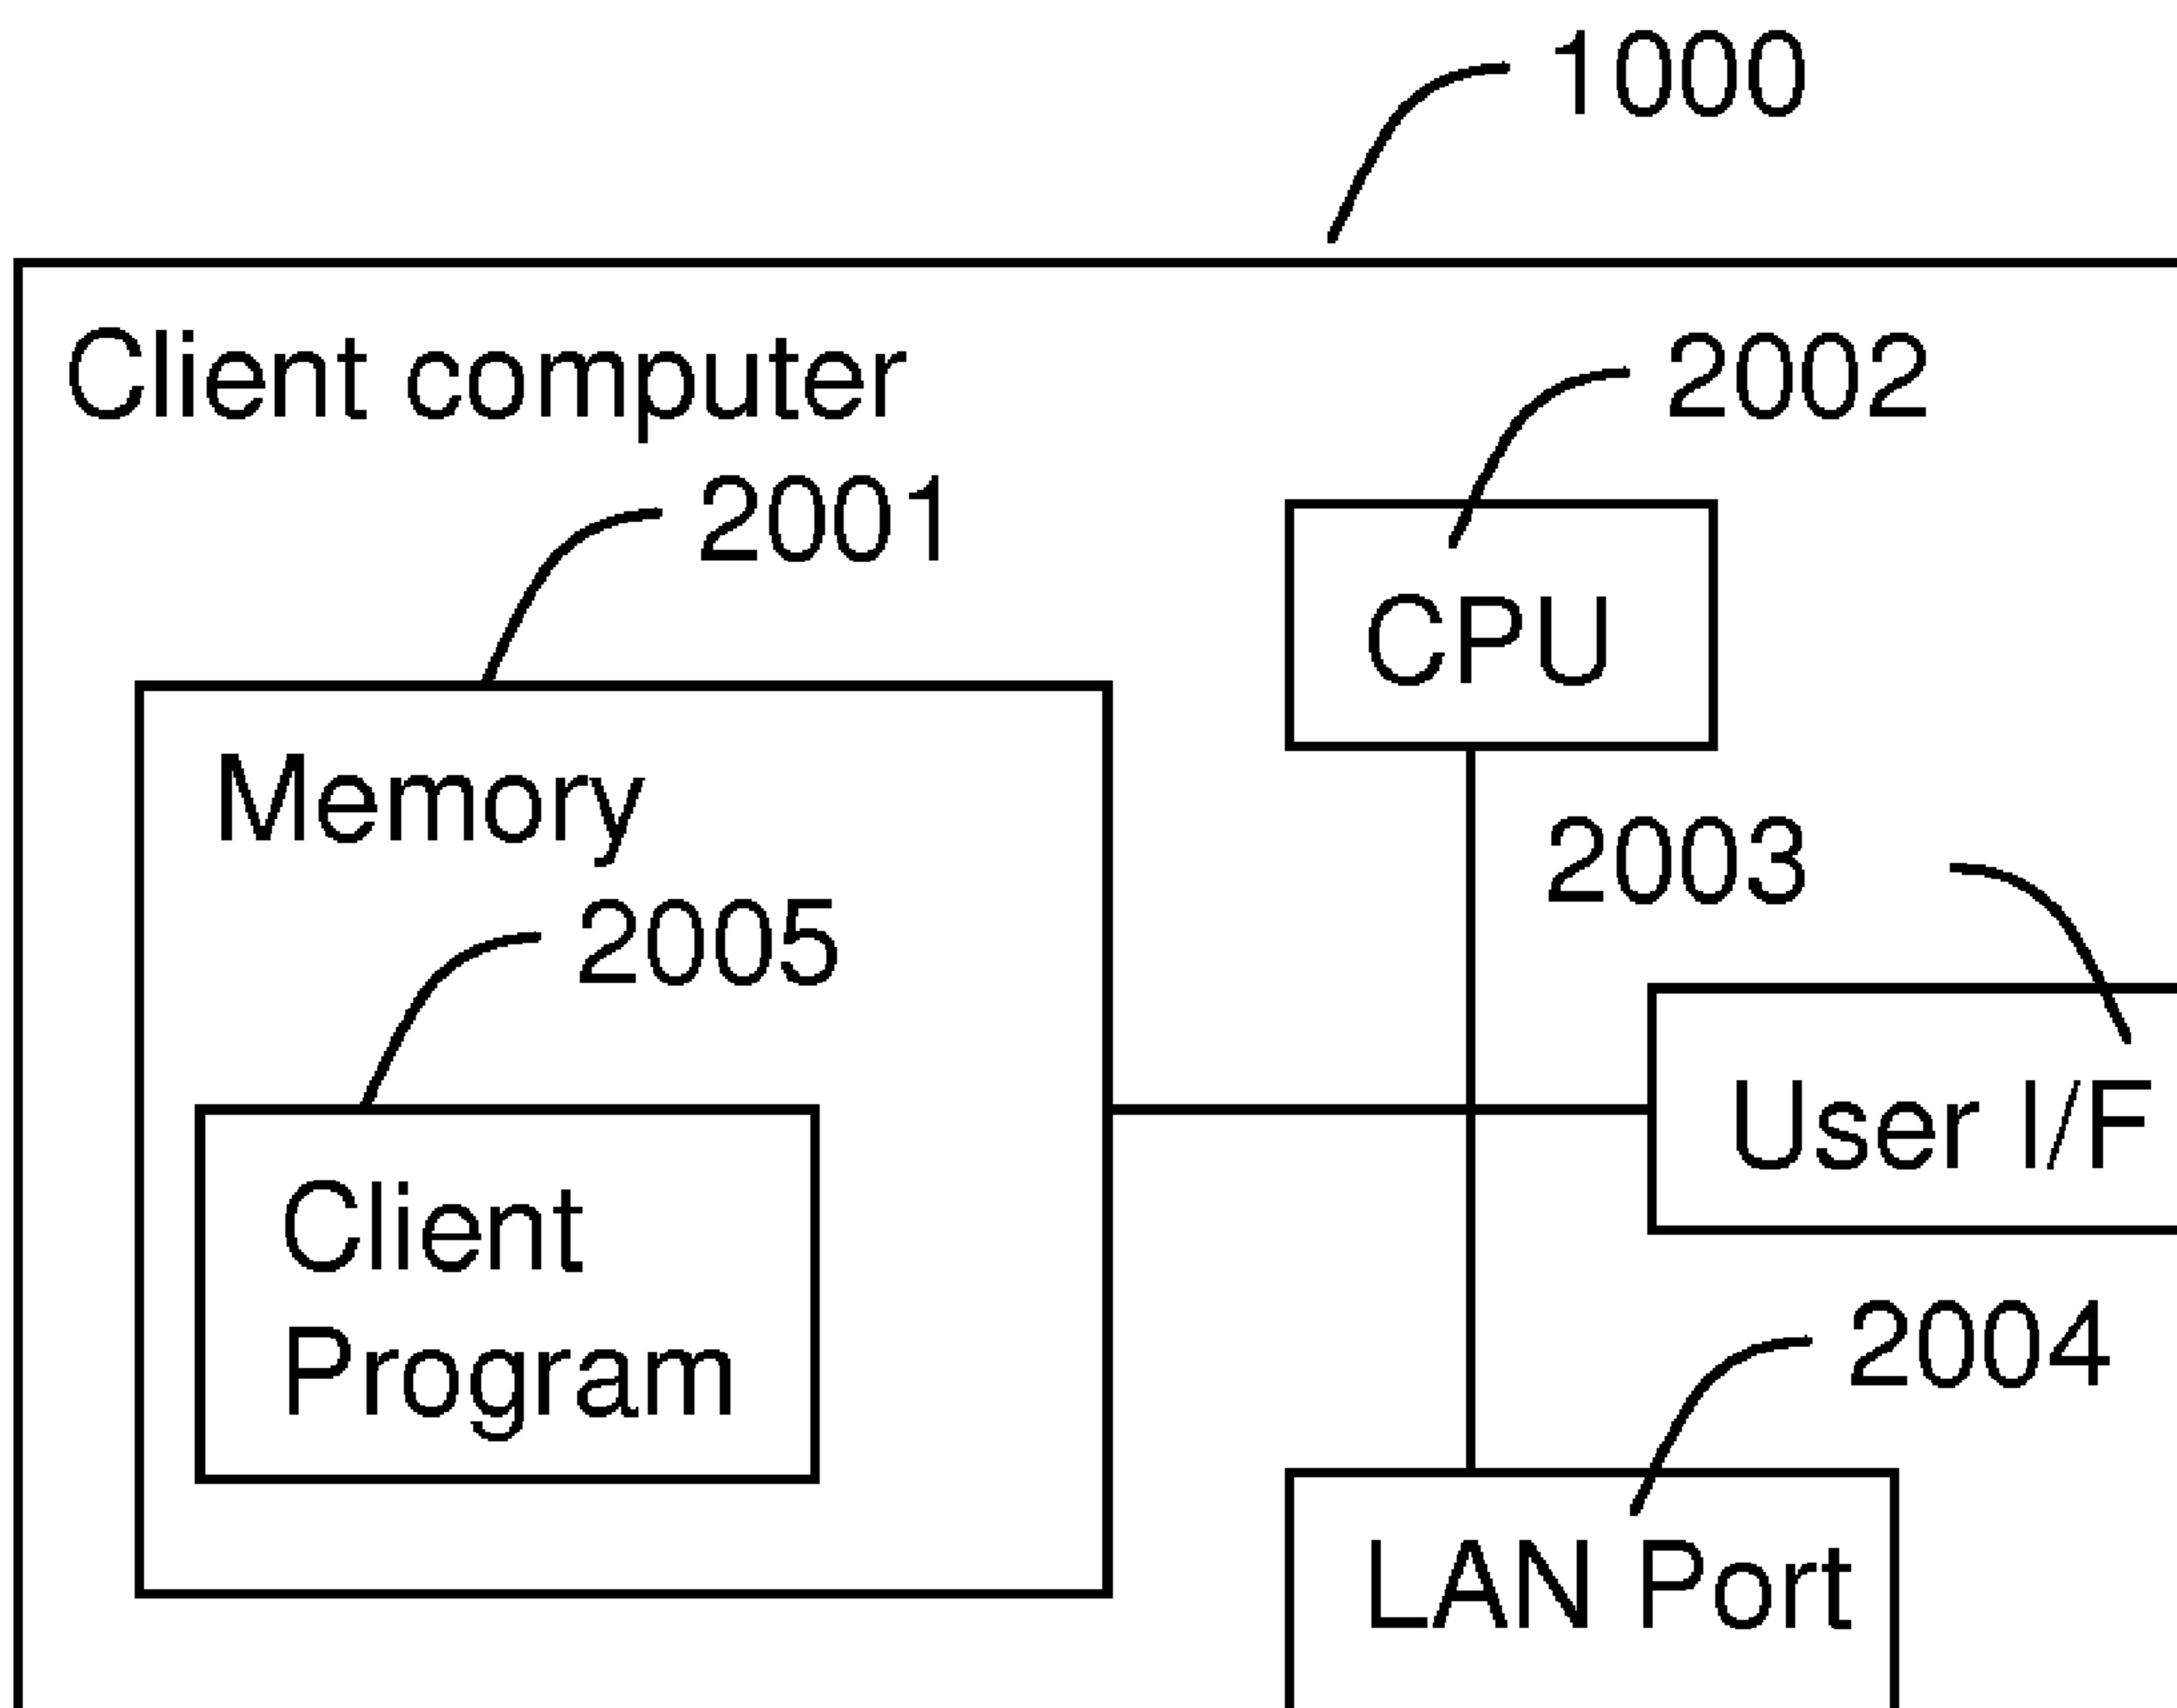 1000
Client computer
2002
2001
CPU
Memory
2003
2005
User I/F
Client
Program
2004
LAN Port